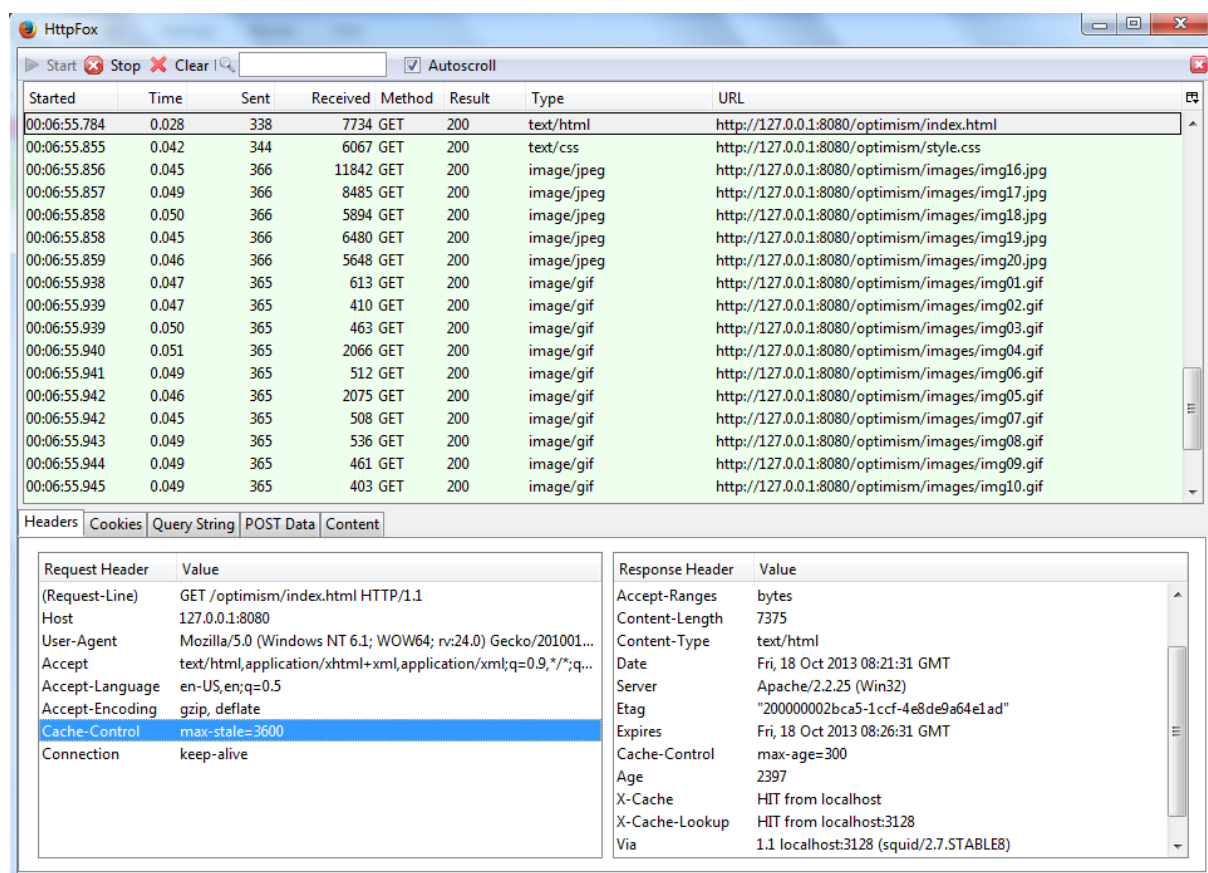 HttpFox
Start Stop Clear Autoscroll
Started Time Sent Received Method Result Type URL
00:06:55.784 0.028 338 7734 GET 200 text/html http://127.0.0.1:8080/optimism/index.html
00:06:55.855 0.042 344 6067 GET 200 text/css http://127.0.0.1:8080/optimism/style.css
00:06:55.856 0.045 366 11842 GET 200 image/jpeg http://127.0.0.1:8080/optimism/images/img16.jpg
00:06:55.857 0.049 366 8485 GET 200 image/jpeg http://127.0.0.1:8080/optimism/images/img17.jpg
00:06:55.858 0.050 366 5894 GET 200 image/jpeg http://127.0.0.1:8080/optimism/images/img18.jpg
00:06:55.858 0.045 366 6480 GET 200 image/jpeg http://127.0.0.1:8080/optimism/images/img19.jpg
00:06:55.859 0.046 366 5648 GET 200 image/jpeg http://127.0.0.1:8080/optimism/images/img20.jpg
00:06:55.938 0.047 365 613 GET 200 image/gif http://127.0.0.1:8080/optimism/images/img01.gif
00:06:55.939 0.047 365 410 GET 200 image/gif http://127.0.0.1:8080/optimism/images/img02.gif
00:06:55.939 0.050 365 463 GET 200 image/gif http://127.0.0.1:8080/optimism/images/img03.gif
00:06:55.940 0.051 365 2066 GET 200 image/gif http://127.0.0.1:8080/optimism/images/img04.gif
00:06:55.941 0.049 365 512 GET 200 image/gif http://127.0.0.1:8080/optimism/images/img06.gif
00:06:55.942 0.046 365 2075 GET 200 image/gif http://127.0.0.1:8080/optimism/images/img05.gif
00:06:55.942 0.045 365 508 GET 200 image/gif http://127.0.0.1:8080/optimism/images/img07.gif
00:06:55.943 0.049 365 536 GET 200 image/gif http://127.0.0.1:8080/optimism/images/img08.gif
00:06:55.944 0.049 365 461 GET 200 image/gif http://127.0.0.1:8080/optimism/images/img09.gif
00:06:55.945 0.049 365 403 GET 200 image/gif http://127.0.0.1:8080/optimism/images/img10.gif
Headers Cookies Query String POST Data Content
Request Header Value
(Request-Line) GET /optimism/index.html HTTP/1.1
Host 127.0.0.1:8080
User-Agent Mozilla/5.0 (Windows NT 6.1; WOW64; rv:24.0) Gecko/201001...
Accept text/html,application/xhtml+xml,application/xml;q=0.9,*/*;q...
Accept-Language en-US,en;q=0.5
Accept-Encoding gzip, deflate
Cache-Control max-stale=3600
Connection keep-alive
Response Header Value
Accept-Ranges bytes
Content-Length 7375
Content-Type text/html
Date Fri, 18 Oct 2013 08:21:31 GMT
Server Apache/2.2.25 (Win32)
Etag "200000002bca5-1ccf-4e8de9a64e1ad"
Expires Fri, 18 Oct 2013 08:26:31 GMT
Cache-Control max-age=300
Age 2397
X-Cache HIT from localhost
X-Cache-Lookup HIT from localhost:3128
Via 1.1 localhost:3128 (squid/2.7.STABLE8)